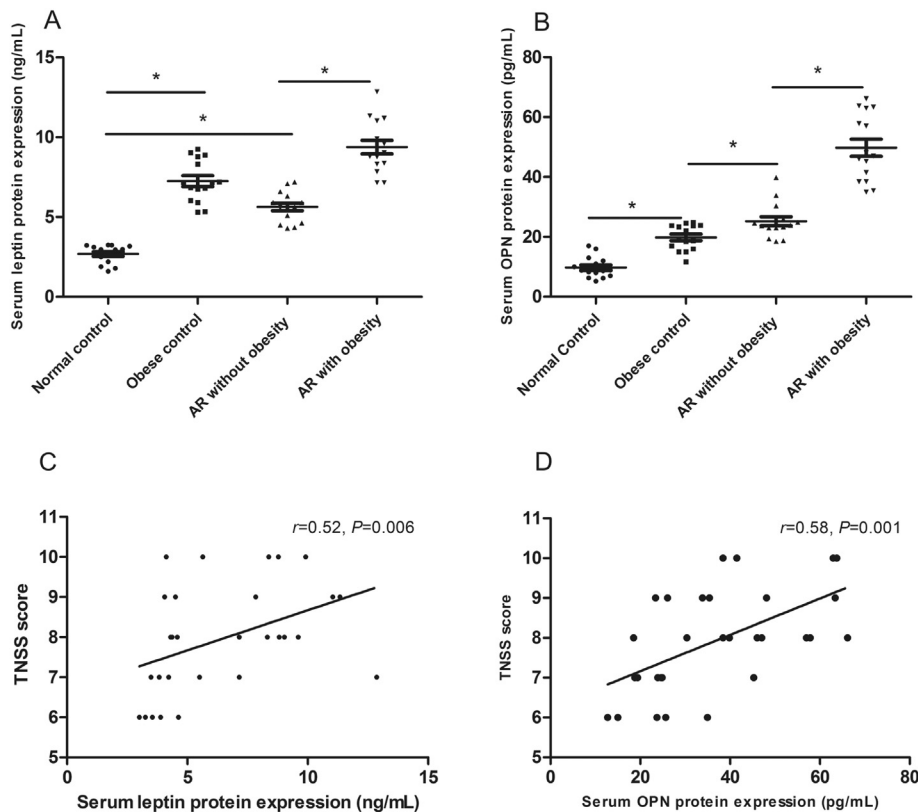 A
Serum leptin protein expression (ng/mL)
15
10
5
0
*
*
*
Normal control
Obese control
AR without obesity
AR with obesity
B
Serum OPN protein expression (pg/mL)
80
60
40
20
0
*
*
*
Normal Control
Obese control
AR without obesity
AR with obesity
C
r=0.52, P=0.006
TNSS score
11
10
9
8
7
6
5
0
5
10
15
Serum leptin protein expression (ng/mL)
D
r=0.58, P=0.001
TNSS score
11
10
9
8
7
6
5
0
20
40
60
80
Serum OPN protein expression (pg/mL)